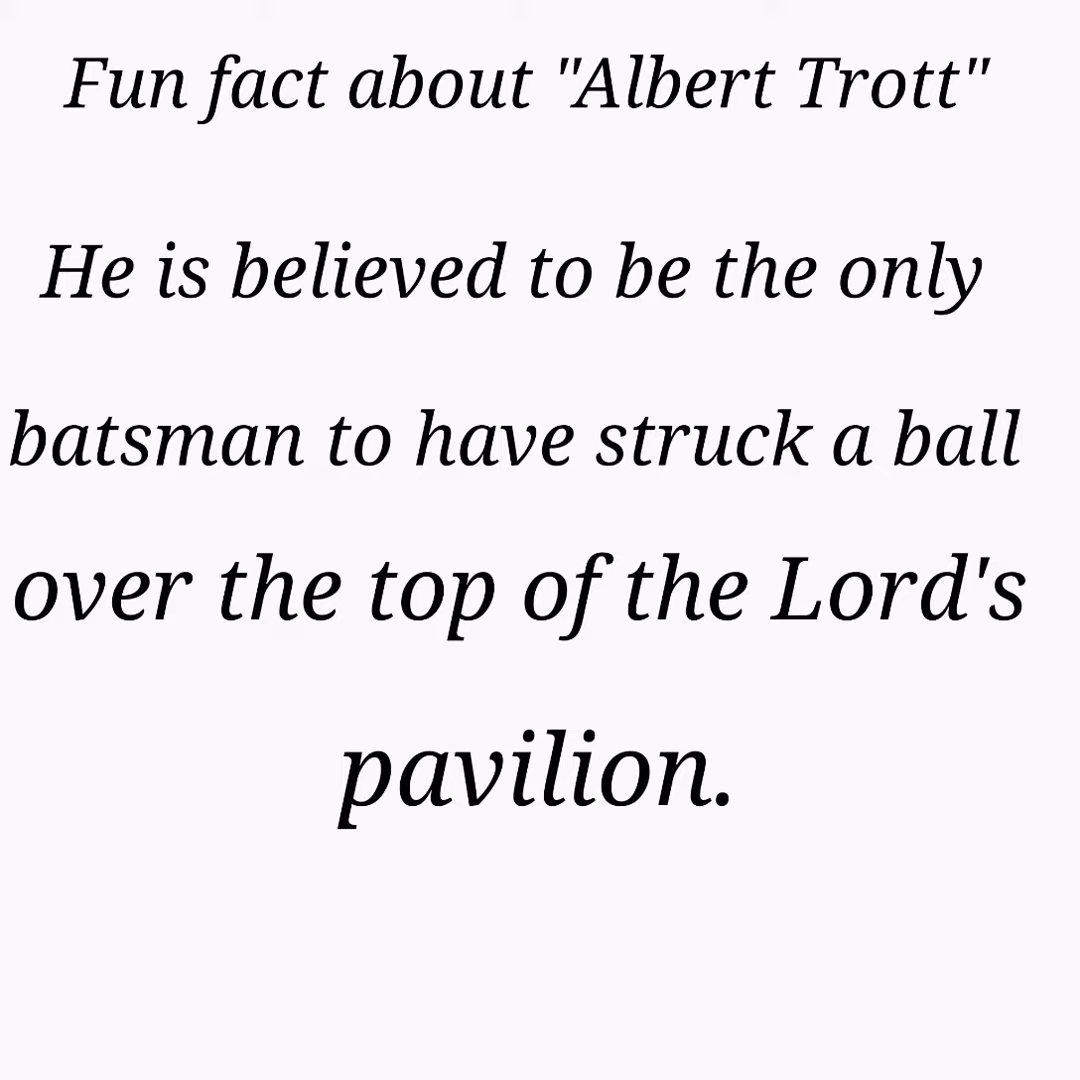 Fun fact about "Albert Trott"
He is believed to be the only
batsman to have struck a ball
over the top of the Lord's
pavilion.